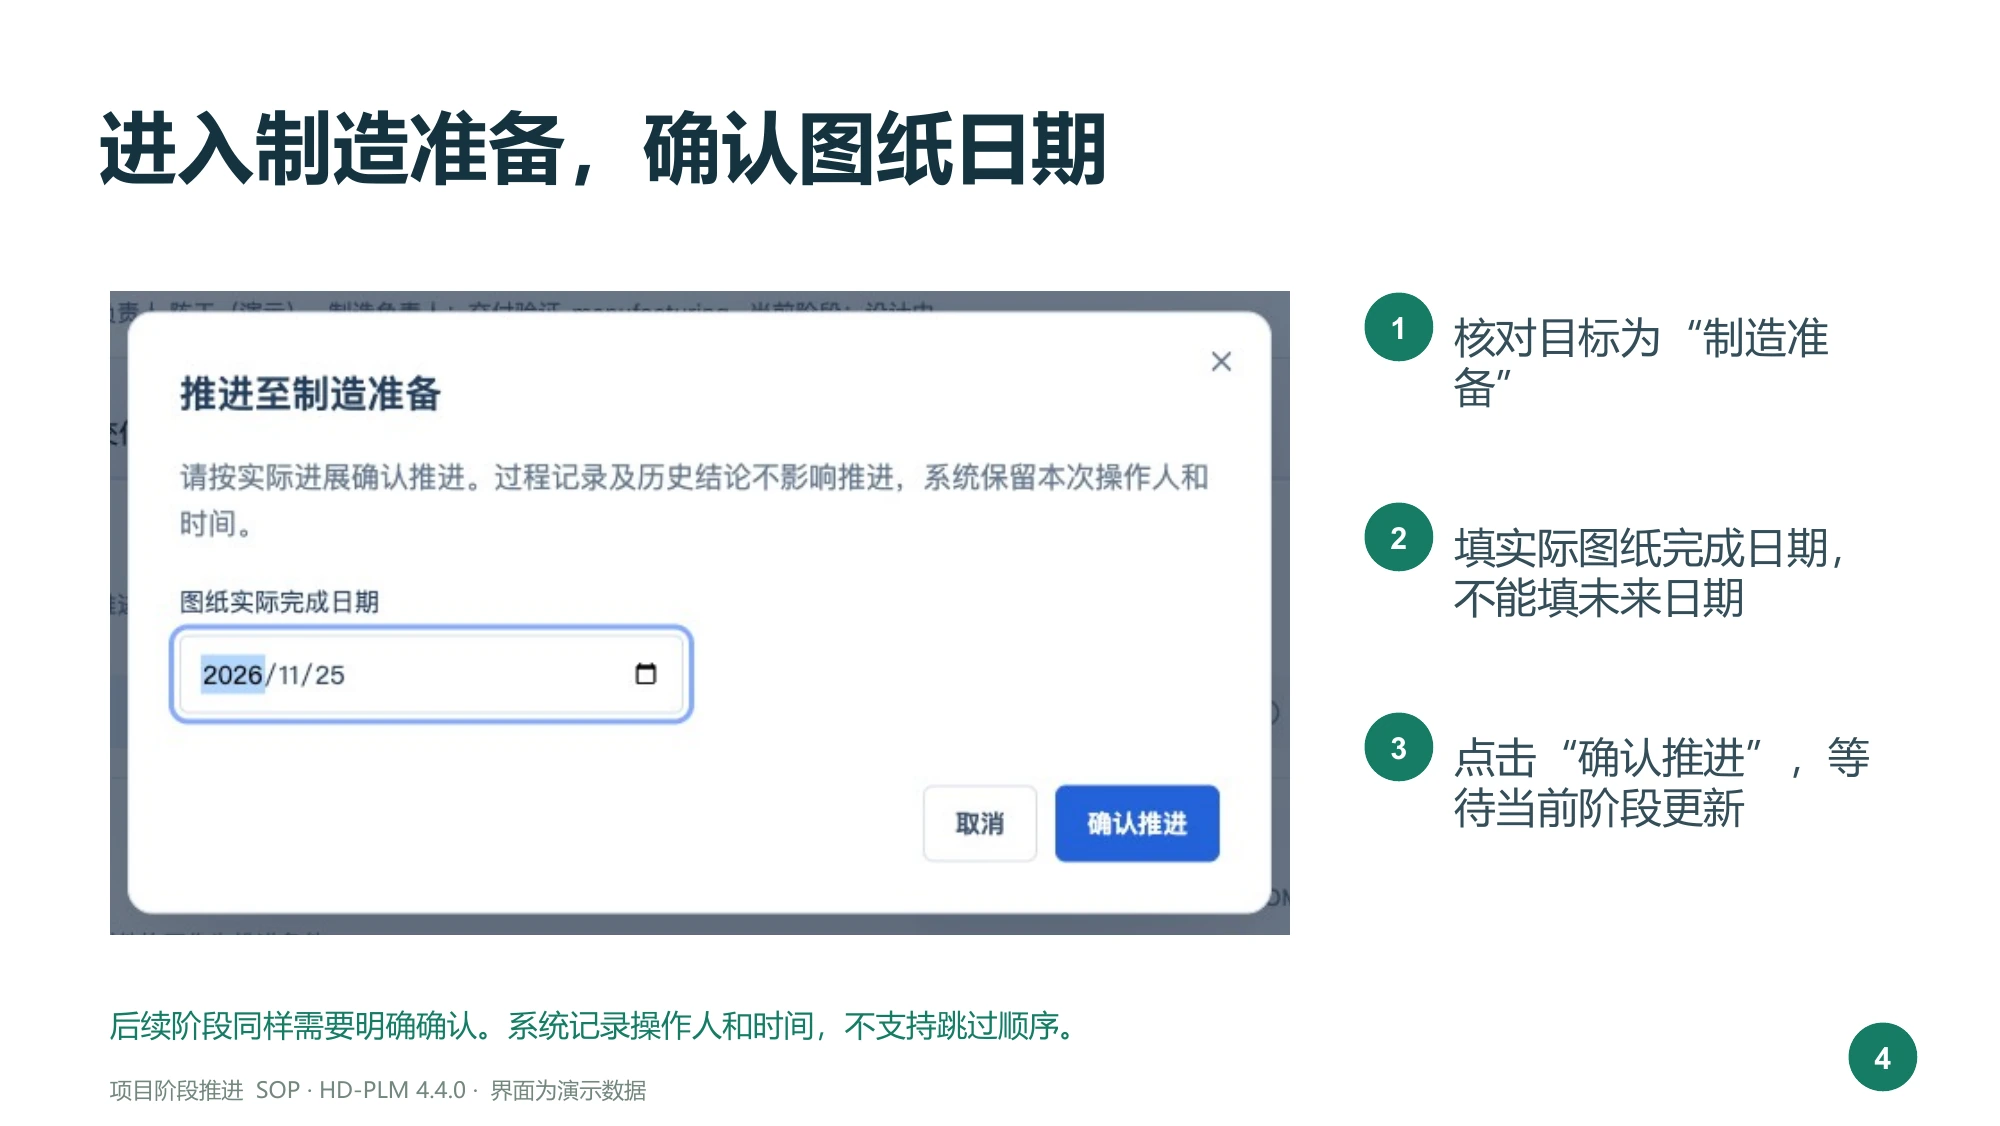 进入制造准备，确认图纸日期
推进至制造准备
请按实际进展确认推进。过程记录及历史结论不影响推进，系统保留本次操作人和
时间。
图纸实际完成日期
2026/11/25
取消
确认推进
1
核对目标为“制造准
备”
2
填实际图纸完成日期，
不能填未来日期
3
点击“确认推进”，等
待当前阶段更新
后续阶段同样需要明确确认。系统记录操作人和时间，不支持跳过顺序。
项目阶段推进 SOP · HD-PLM 4.4.0 · 界面为演示数据
4